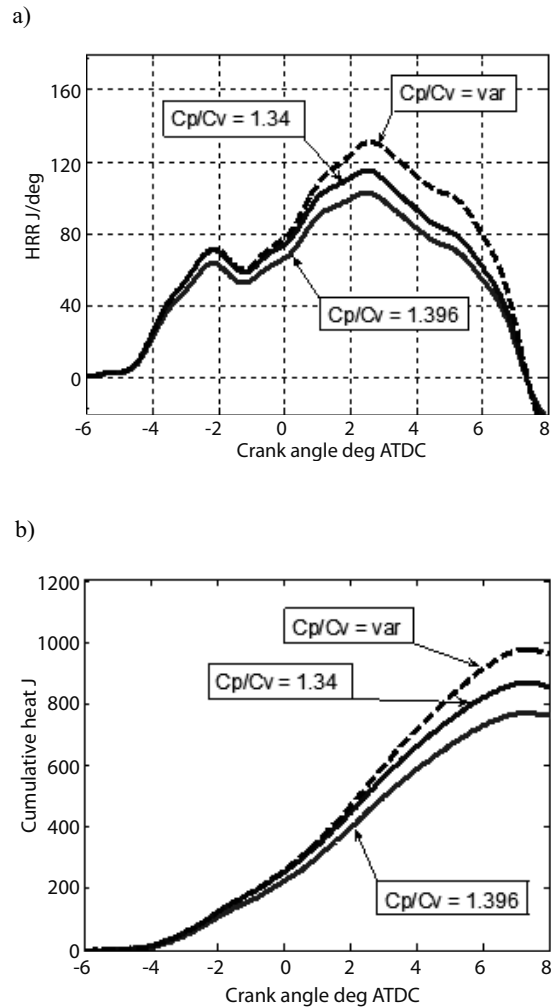 a)
160
120
80
40
0
HRR J/deg
Cp/Cv = var
Cp/Cv = 1.34
Cp/Cv = 1.396
-6 -4 -2 0 2 4 6 8
Crank angle deg ATDC
b)
1200
1000
800
600
400
200
0
Cumulative heat J
Cp/Cv = var
Cp/Cv = 1.34
Cp/Cv = 1.396
-6 -4 -2 0 2 4 6 8
Crank angle deg ATDC